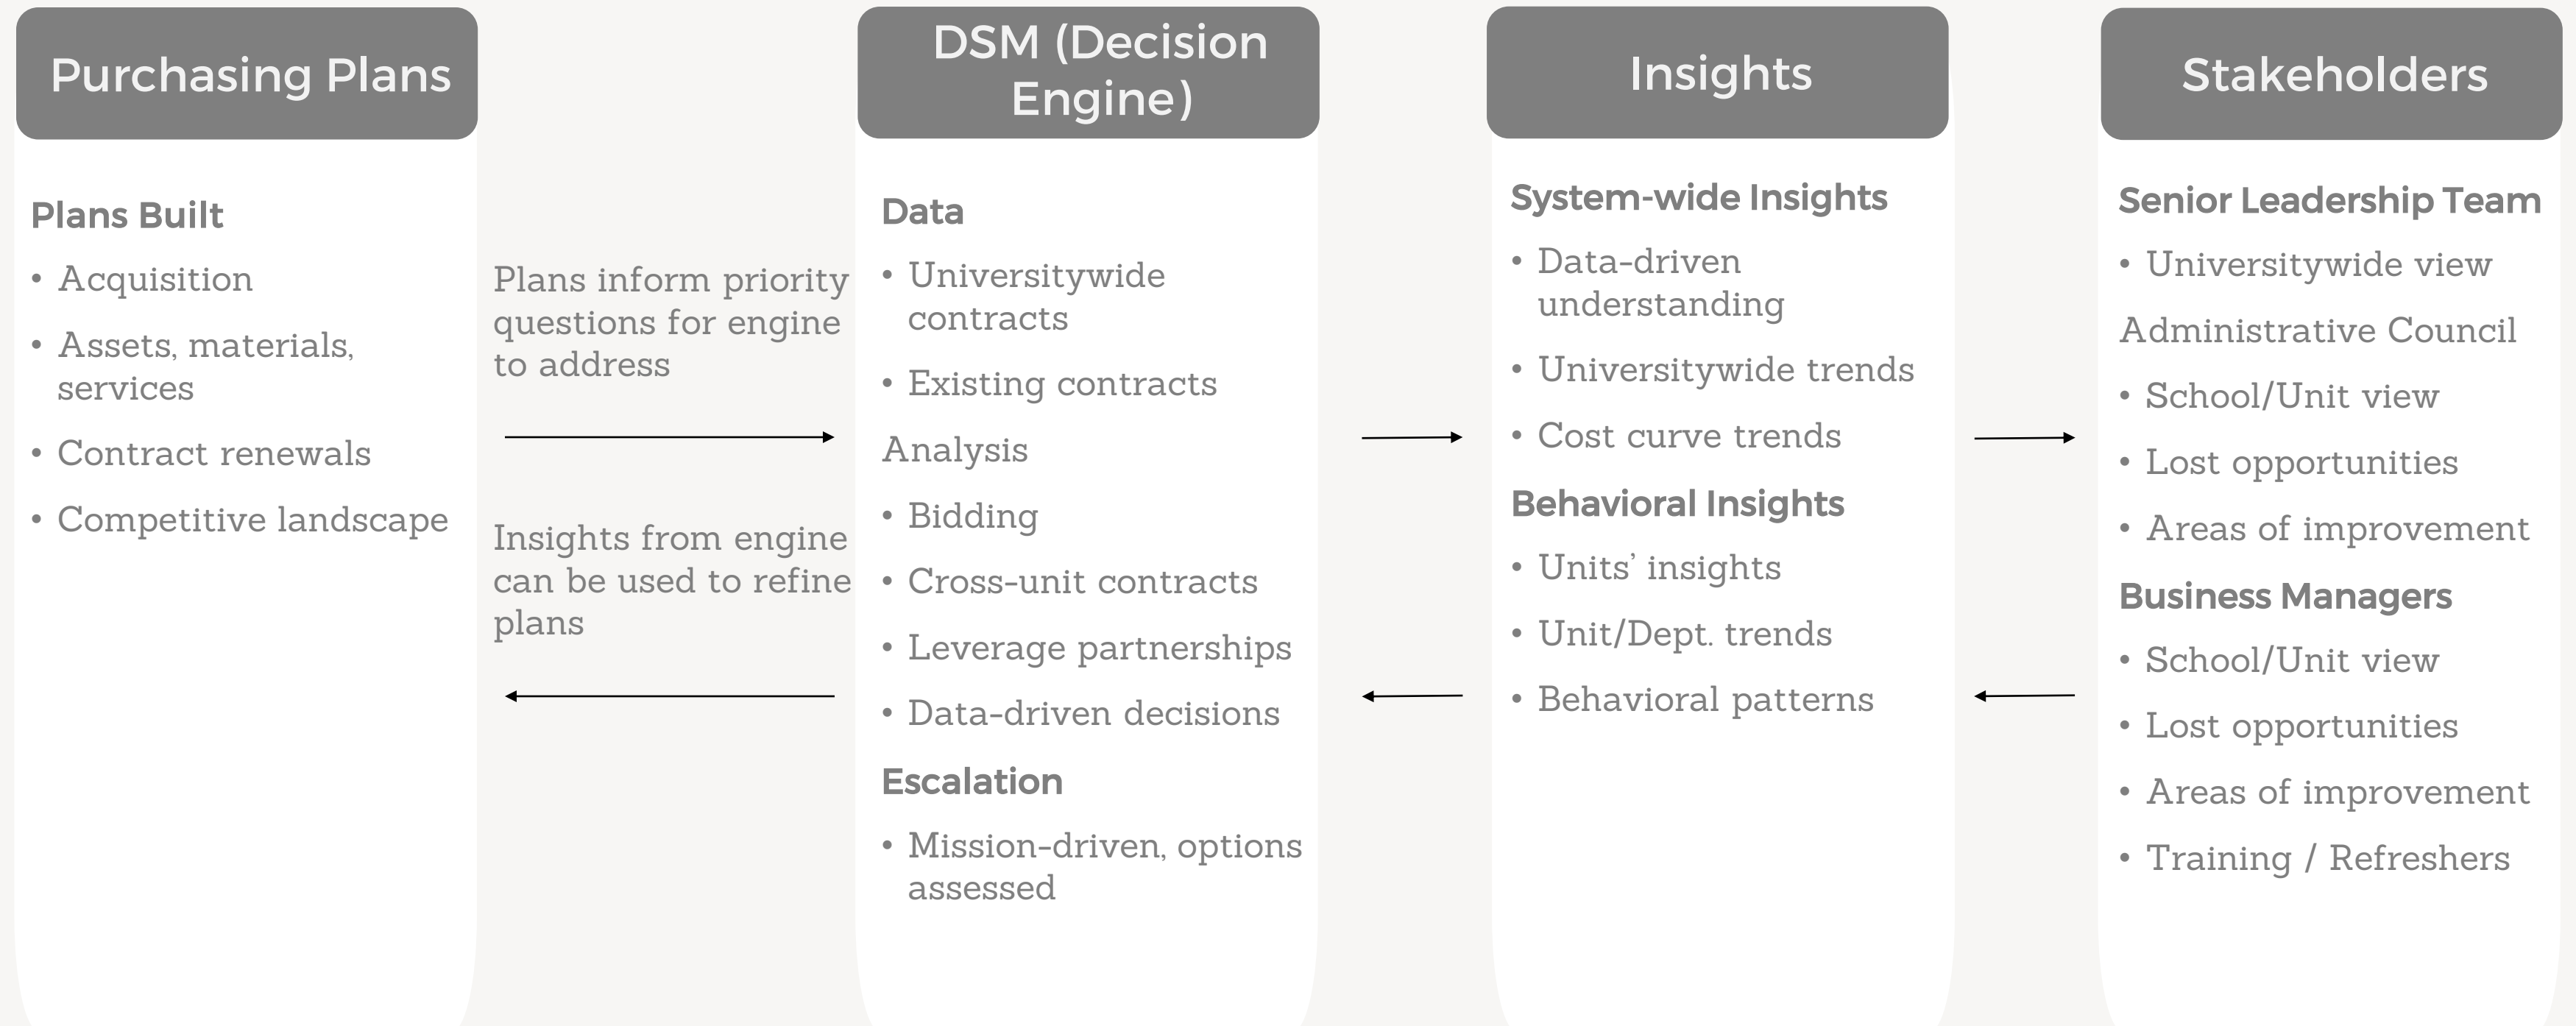 Purchasing Plans
Plans Built
• Acquisition
• Assets, materials,
services
• Contract renewals
• Competitive landscape
Plans inform priority
questions for engine
to address
Insights from engine
can be used to refine
plans
DSM (Decision
Engine)
Data
• Universitywide
contracts
• Existing contracts
Analysis
• Bidding
• Cross-unit contracts
• Leverage partnerships
• Data-driven decisions
Escalation
• Mission-driven, options
assessed
Insights
System-wide Insights
• Data-driven
understanding
• Universitywide trends
• Cost curve trends
Behavioral Insights
• Units’ insights
• Unit/Dept. trends
• Behavioral patterns
Stakeholders
Senior Leadership Team
• Universitywide view
Administrative Council
• School/Unit view
• Lost opportunities
• Areas of improvement
Business Managers
• School/Unit view
• Lost opportunities
• Areas of improvement
• Training / Refreshers